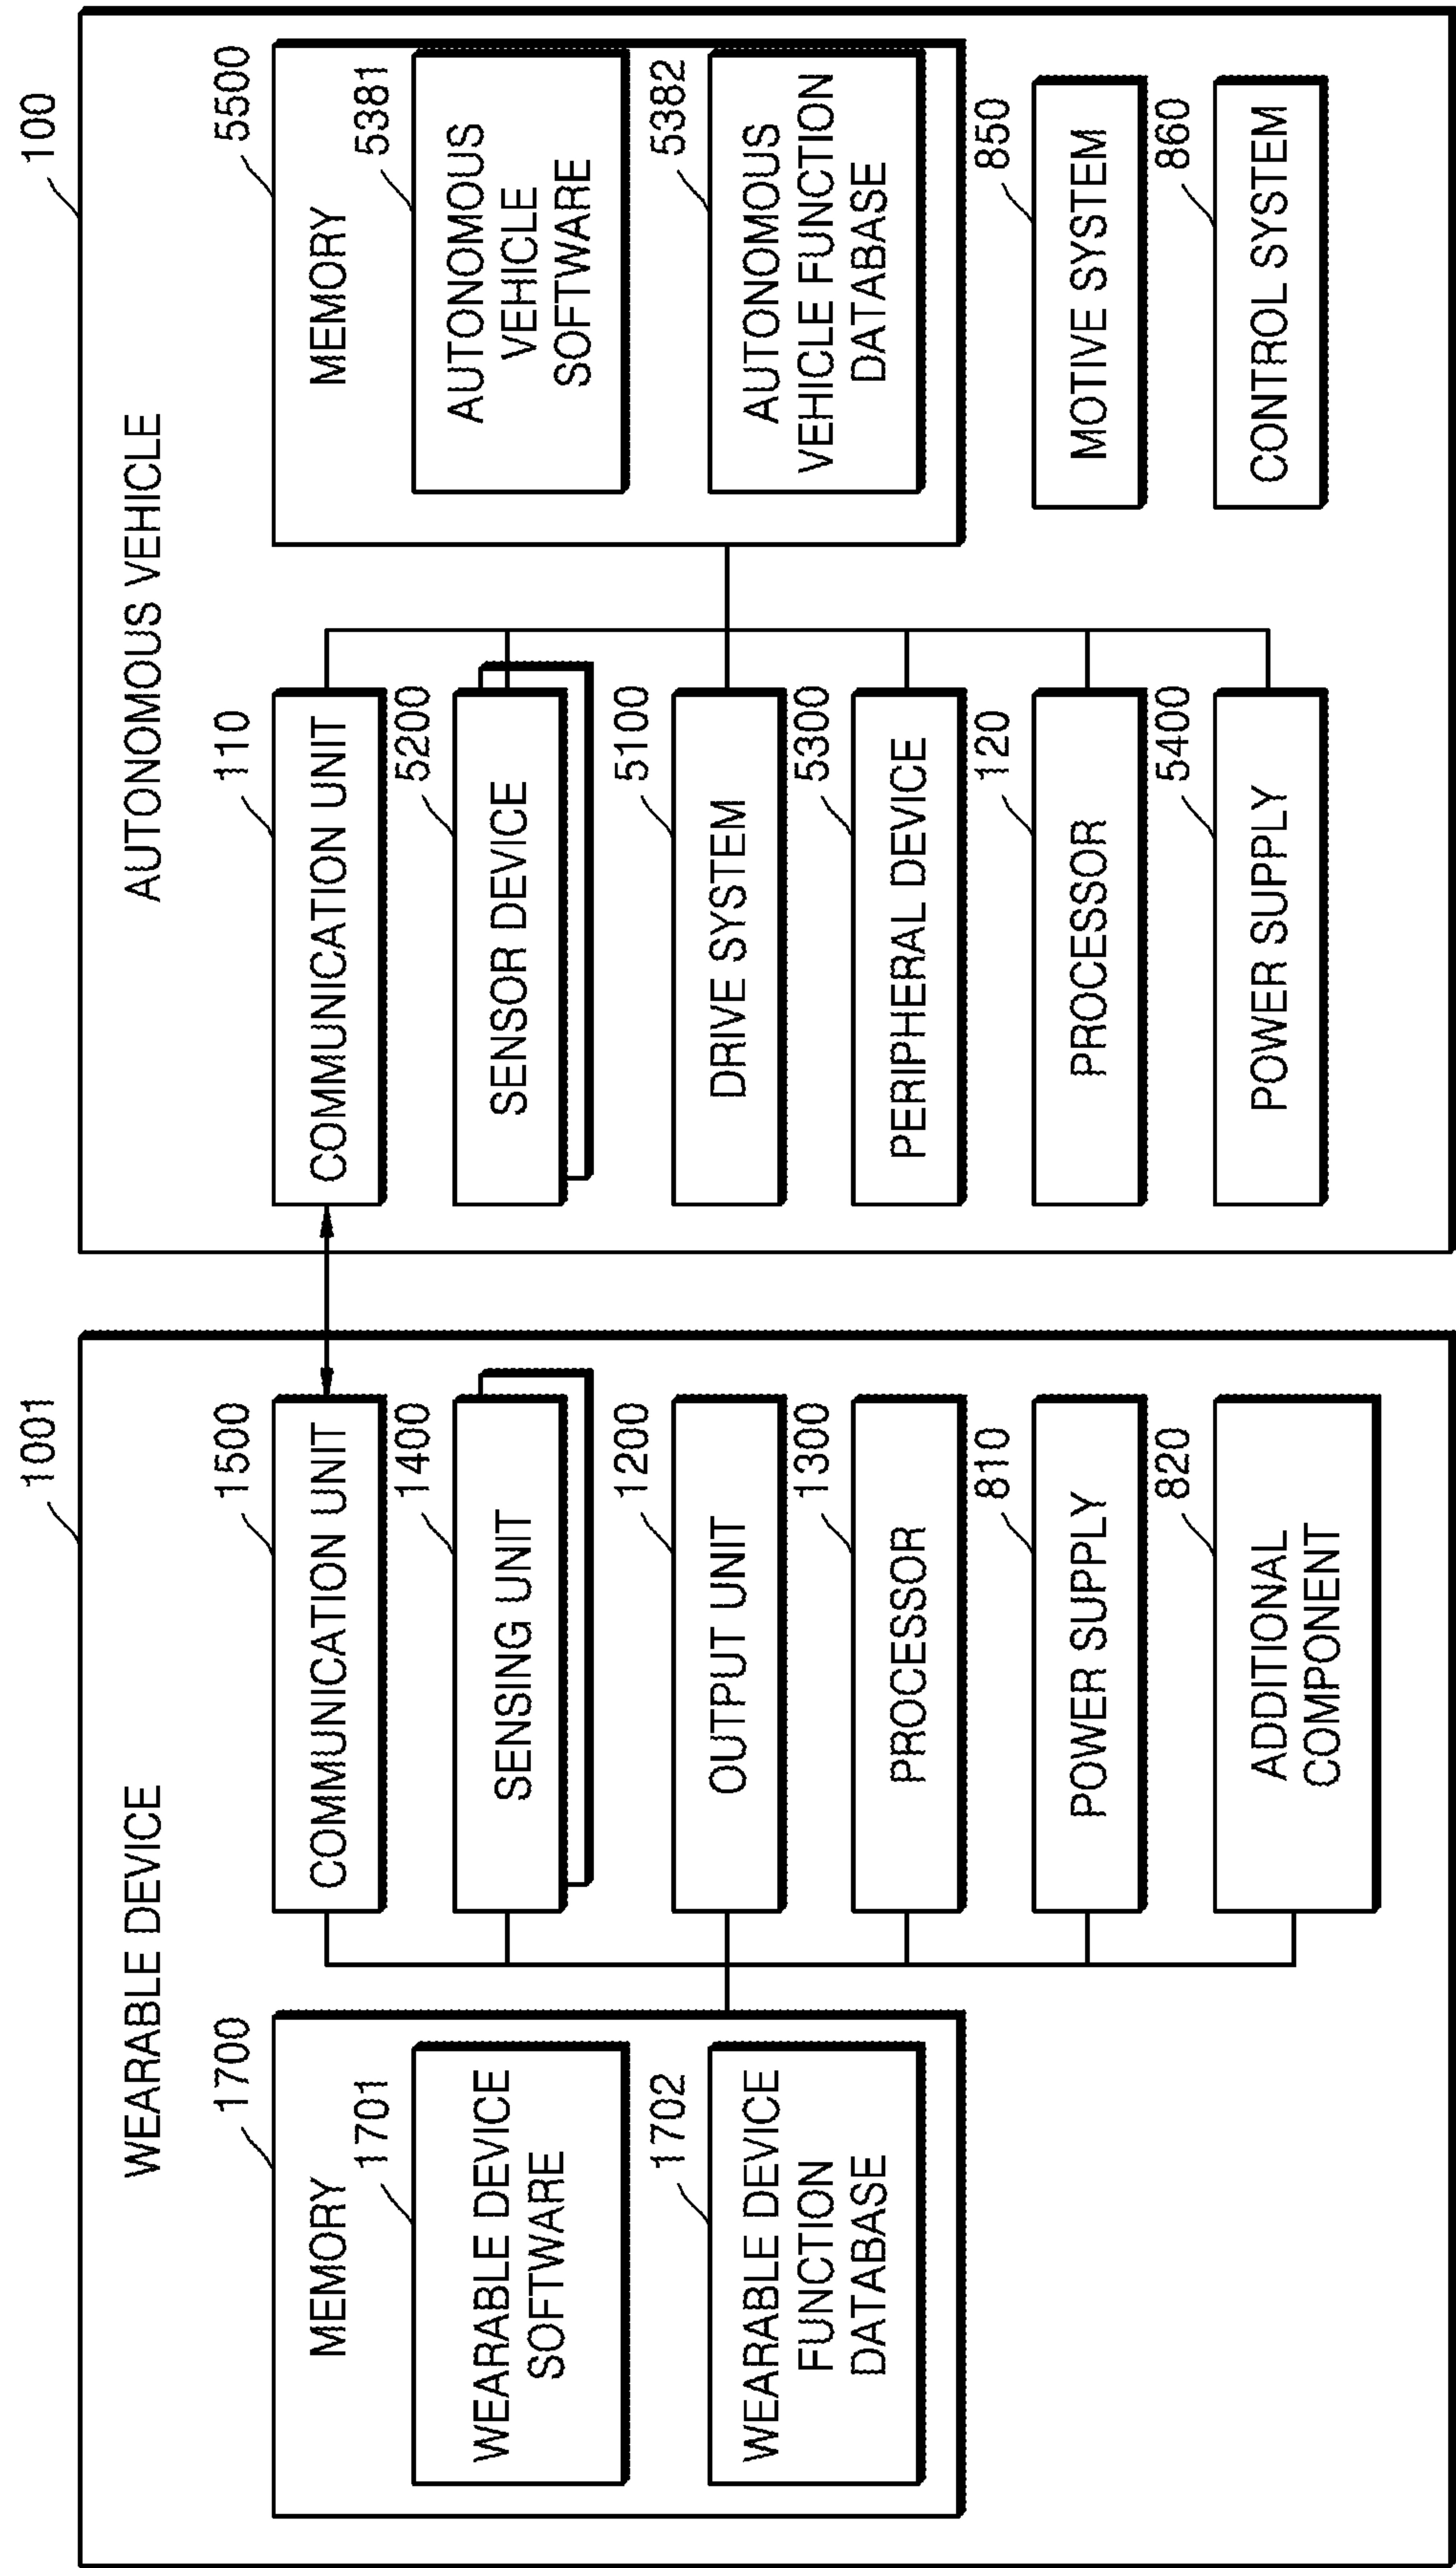 1001
WEARABLE DEVICE
1700
MEMORY
1701
WEARABLE DEVICE
SOFTWARE
1702
WEARABLE DEVICE
FUNCTION
DATABASE
1500
COMMUNICATION UNIT
1400
SENSING UNIT
1200
OUTPUT UNIT
1300
PROCESSOR
810
POWER SUPPLY
820
ADDITIONAL
COMPONENT
100
AUTONOMOUS VEHICLE
110
COMMUNICATION UNIT
5200
SENSOR DEVICE
5100
DRIVE SYSTEM
5300
PERIPHERAL DEVICE
120
PROCESSOR
5400
POWER SUPPLY
5500
MEMORY
5381
AUTONOMOUS
VEHICLE
SOFTWARE
5382
AUTONOMOUS
VEHICLE FUNCTION
DATABASE
850
MOTIVE SYSTEM
860
CONTROL SYSTEM